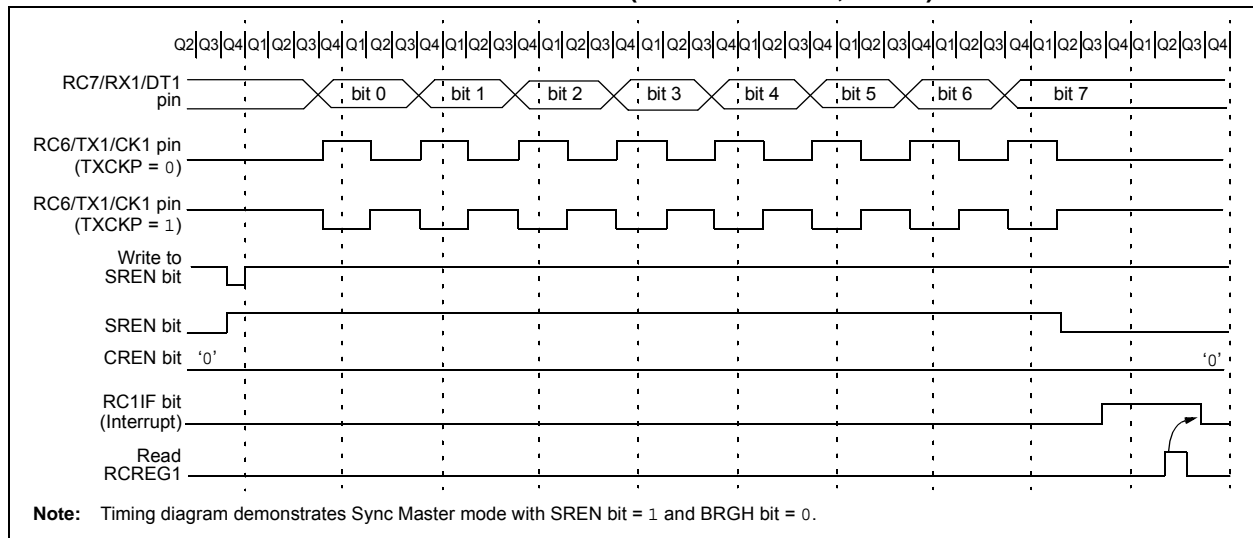 Q2 Q3 Q4 Q1 Q2 Q3 Q4 Q1 Q2 Q3 Q4 Q1 Q2 Q3 Q4 Q1 Q2 Q3 Q4 Q1 Q2 Q3 Q4 Q1 Q2 Q3 Q4 Q1 Q2 Q3 Q4 Q1 Q2 Q3 Q4 Q1 Q2 Q3 Q4 Q1 Q2 Q3 Q4
RC7/RX1/DT1
pin
bit 0 bit 1 bit 2 bit 3 bit 4 bit 5 bit 6 bit 7
RC6/TX1/CK1 pin
(TXCKP = 0)
RC6/TX1/CK1 pin
(TXCKP = 1)
Write to
SREN bit
SREN bit
CREN bit ‘0’ ‘0’
RC1IF bit
(Interrupt)
Read
RCREG1
Note: Timing diagram demonstrates Sync Master mode with SREN bit = 1 and BRGH bit = 0.